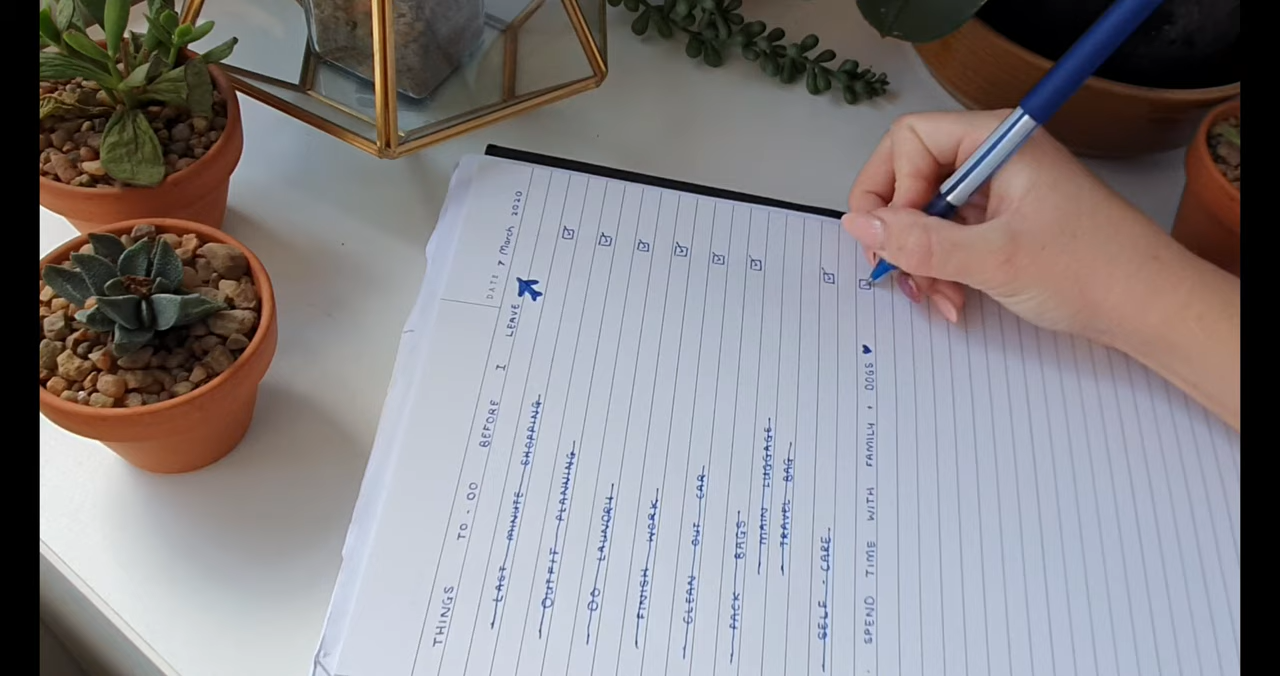 DATE 7 March 2020
THINGS TO-DO BEFORE I LEAVE
- LAST MINUTE SHOPPING
- OUTFIT PLANNING
- DO LAUNDRY
- FINISH WORK
- CLEAN OUT CAR
- PACK BAGS
- MAIN LUGGAGE
- TRAVEL BAG
- SELF-CARE
· SPEND TIME WITH FAMILY + DOGS ♥